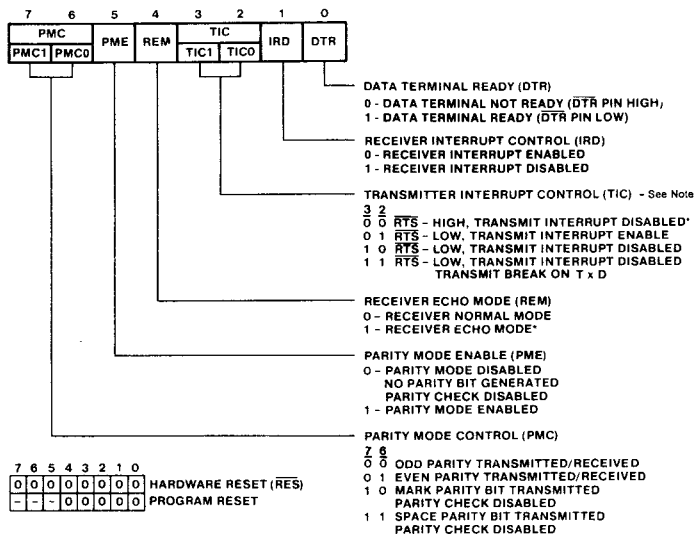 7 6 5 4 3 2 1 0
PMC PME REM TIC IRD DTR
PMC1 PMC0 TIC1 TIC0
DATA TERMINAL READY (DTR)
0 - DATA TERMINAL NOT READY (DTR PIN HIGH)
1 - DATA TERMINAL READY (DTR PIN LOW)
RECEIVER INTERRUPT CONTROL (IRD)
0 - RECEIVER INTERRUPT ENABLED
1 - RECEIVER INTERRUPT DISABLED
TRANSMITTER INTERRUPT CONTROL (TIC) - See Note
3 2
0 0 RTS - HIGH, TRANSMIT INTERRUPT DISABLED*
0 1 RTS - LOW, TRANSMIT INTERRUPT ENABLE
1 0 RTS - LOW, TRANSMIT INTERRUPT DISABLED
1 1 RTS - LOW, TRANSMIT INTERRUPT DISABLED
TRANSMIT BREAK ON T x D
RECEIVER ECHO MODE (REM)
0 - RECEIVER NORMAL MODE
1 - RECEIVER ECHO MODE*
PARITY MODE ENABLE (PME)
0 - PARITY MODE DISABLED
NO PARITY BIT GENERATED
PARITY CHECK DISABLED
1 - PARITY MODE ENABLED
PARITY MODE CONTROL (PMC)
7 6
0 0 ODD PARITY TRANSMITTED/RECEIVED
0 1 EVEN PARITY TRANSMITTED/RECEIVED
1 0 MARK PARITY BIT TRANSMITTED
PARITY CHECK DISABLED
1 1 SPACE PARITY BIT TRANSMITTED
PARITY CHECK DISABLED
7 6 5 4 3 2 1 0
0 0 0 0 0 0 0 0 HARDWARE RESET (RES)
- - - 0 0 0 0 0 PROGRAM RESET